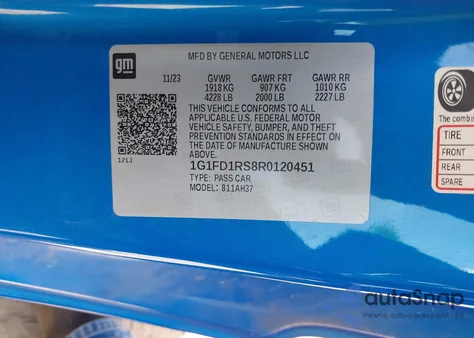 MFD BY GENERAL MOTORS LLC
gm
11/23 GVWR GAWR FRT GAWR RR
1918 KG 907 KG 1010 KG
4228 LB 2000 LB 2227 LB
THIS VEHICLE CONFORMS TO ALL
APPLICABLE U.S. FEDERAL MOTOR
VEHICLE SAFETY, BUMPER, AND THEFT
PREVENTION STANDARDS IN EFFECT ON
THE DATE OF MANUFACTURE SHOWN
ABOVE.
121J
1G1FD1RS8R0120451
TYPE: PASS CAR
MODEL: 811AH37
The combin
TIRE
FRONT
REAR
SPARE
autoSnap